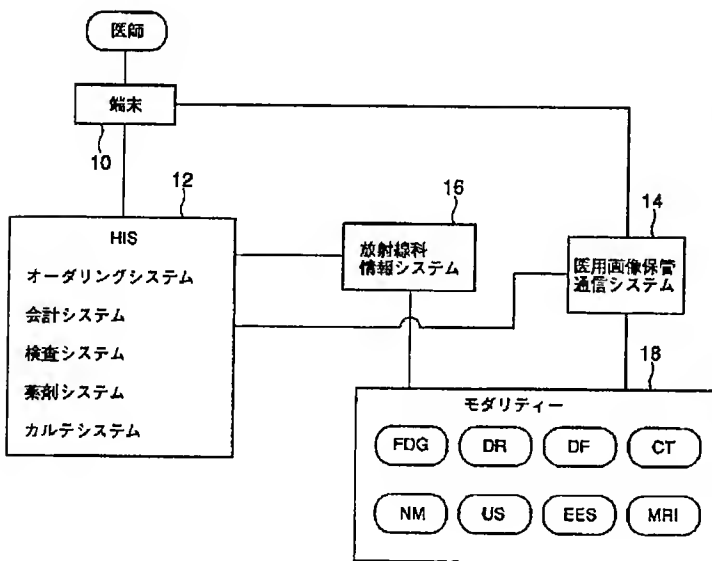 医師
端末
10
12
HIS
オーダリングシステム
会計システム
検査システム
薬剤システム
カルテシステム
16
放射線科
情報システム
14
医用画像保管
通信システム
18
モダリティー
FDG
DR
DF
CT
NM
US
EES
MRI